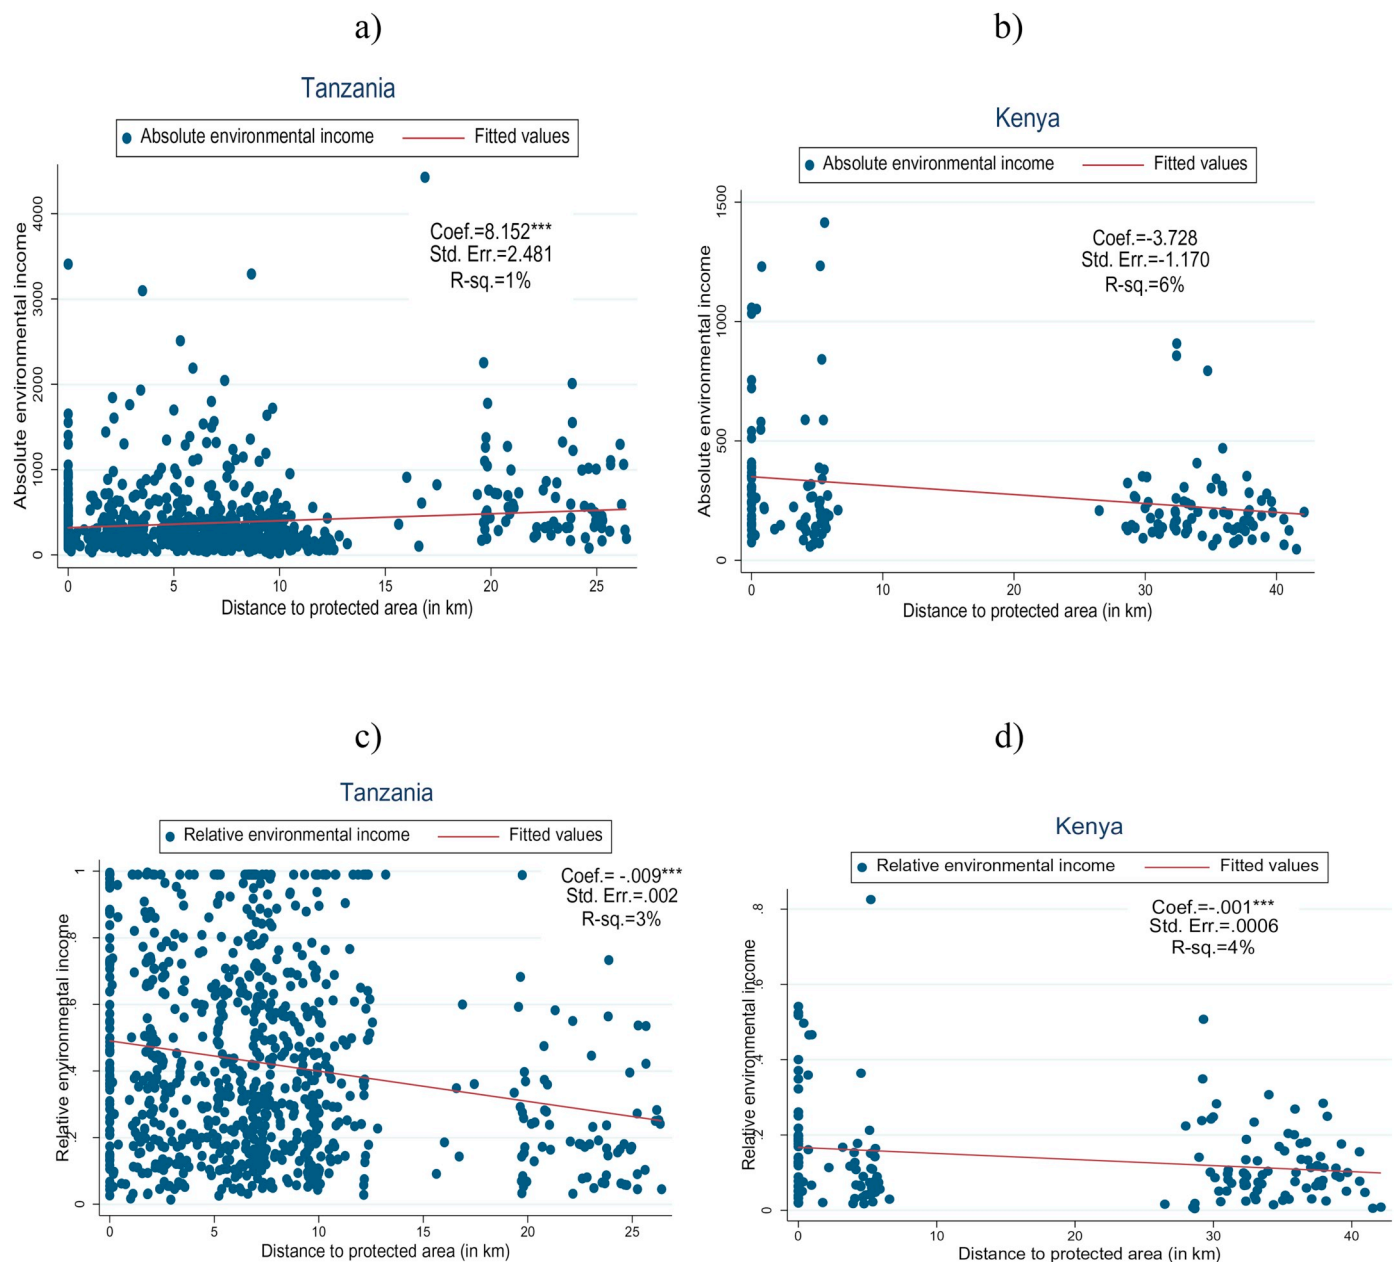 a)
Tanzania
Absolute environmental income Fitted values
Coef.=8.152***
Std. Err.=2.481
R-sq.=1%
Absolute environmental income
0 1000 2000 3000 4000
0 5 10 15 20 25
Distance to protected area (in km)
b)
Kenya
Absolute environmental income Fitted values
Coef.=-3.728
Std. Err.=-1.170
R-sq.=6%
Absolute environmental income
0 500 1000 1500
0 10 20 30 40
Distance to protected area (in km)
c)
Tanzania
Relative environmental income Fitted values
Coef.= -.009***
Std. Err.=.002
R-sq.=3%
Relative environmental income
0 .2 .4 .6 .8 1
0 5 10 15 20 25
Distance to protected area (in km)
d)
Kenya
Relative environmental income Fitted values
Coef.=-.001***
Std. Err.=.0006
R-sq.=4%
Relative environmental income
0 .2 .4 .6 .8
0 10 20 30 40
Distance to protected area (in km)